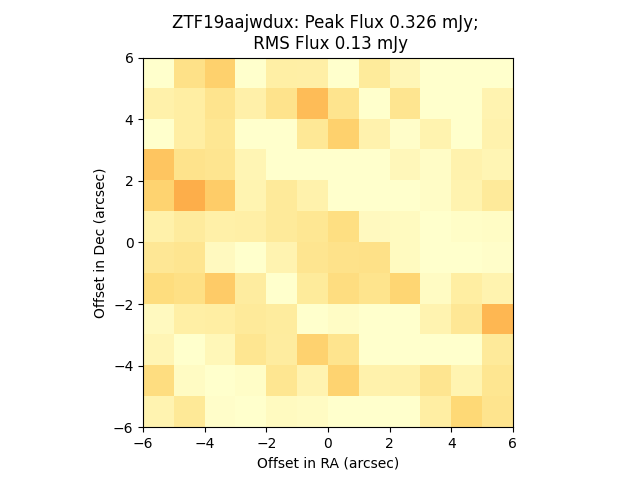 ZTF19aajwdux: Peak Flux 0.326 mJy;
RMS Flux 0.13 mJy
6
4
2
0
−2
−4
−6
Offset in Dec (arcsec)
−6 −4 −2 0 2 4 6
Offset in RA (arcsec)